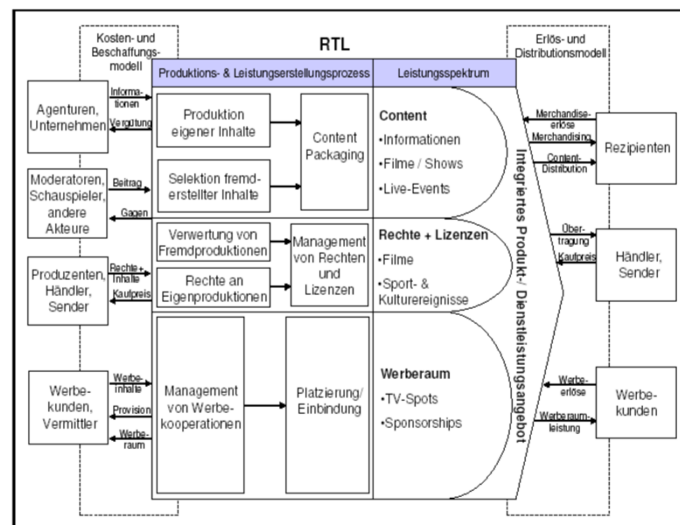 Kosten- und
Beschaffungs-
modell
RTL
Erlös- und
Distributionsmodell
Produktions- & Leistungserstellungsprozess
Leistungsspektrum
Agenturen,
Unternehmen
Informa-
tionen
Vergütung
Produktion
eigener Inhalte
Selektion fremd-
erstellter Inhalte
Content
Packaging
Content
•Informationen
•Filme / Shows
•Live-Events
Merchandise-
erlöse
Merchandising
Content-
Distribution
Rezipienten
Moderatoren,
Schauspieler,
andere
Akteure
Beitrag
Gagen
Verwertung von
Fremdproduktionen
Rechte an
Eigenproduktionen
Management
von Rechten
und
Lizenzen
Rechte + Lizenzen
•Filme
•Sport- &
Kulturereignisse
Über-
tragung
Kaufpreis
Händler,
Sender
Produzenten,
Händler,
Sender
Rechte+
Inhalte
Kaufpreis
Integriertes Produkt-/ Dienstleistungsangebot
Werbe-
kunden,
Vermittler
Werbe-
inhalte
Provision
Werbe-
raum
Management
von Werbe-
kooperationen
Platzierung/
Einbindung
Werberaum
•TV-Spots
•Sponsorships
Werbe-
erlöse
Werberaum-
leistung
Werbe-
kunden